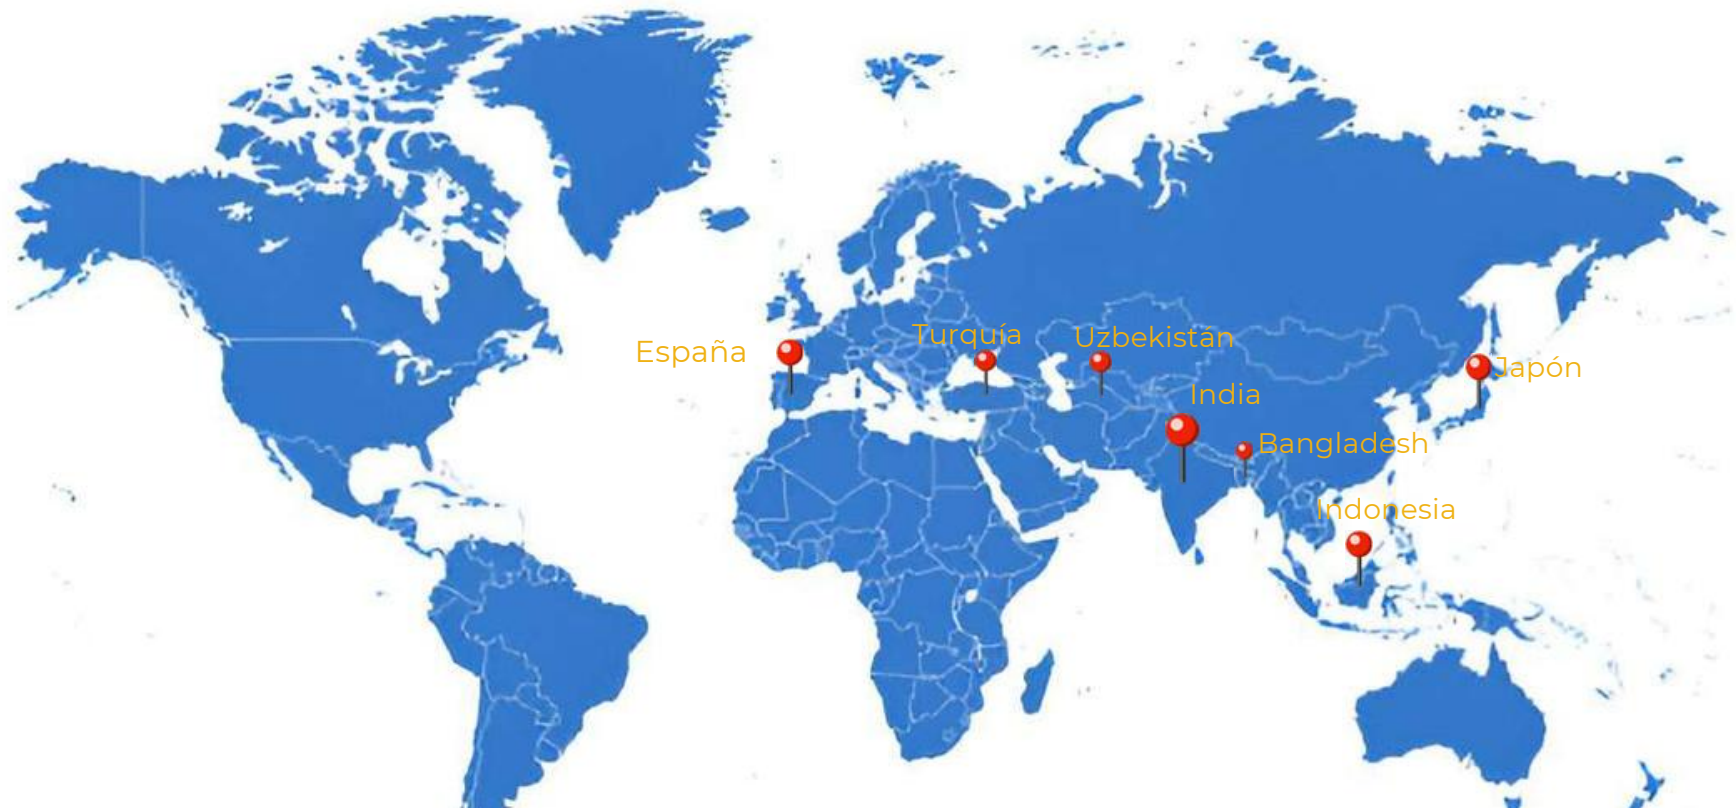 Turquía
Uzbekistán
España
Japón
India
Bangladesh
Indonesia